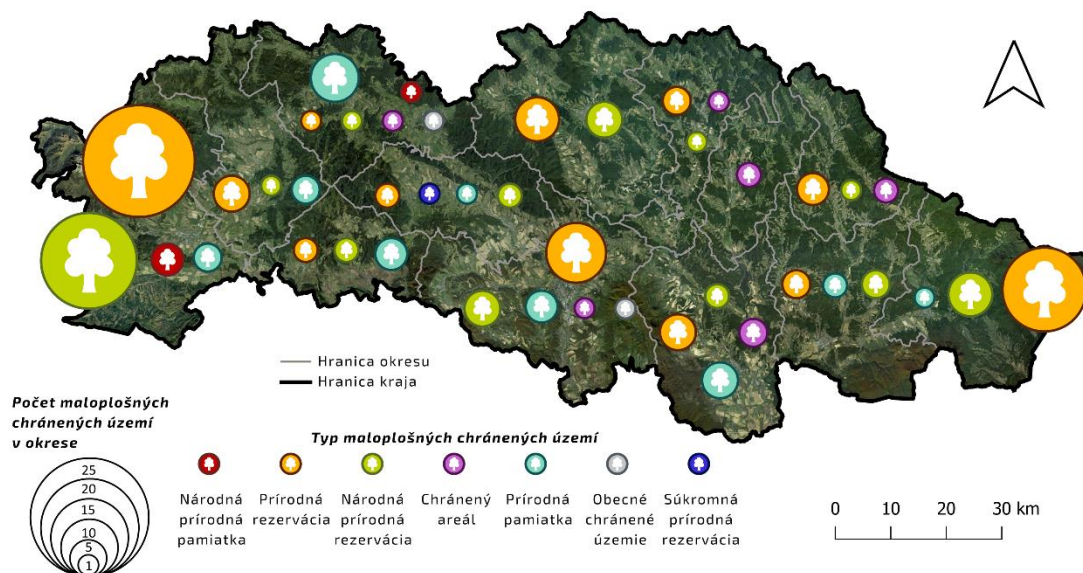 Hranica okresu
Hranica kraja
Počet maloplošných
chránených území
v okrese
25
20
15
10
5
1
Typ maloplošných chránených území
Národná
prírodná
pamiatka
Prírodná
rezervácia
Národná
prírodná
rezervácia
Chránený
areál
Prírodná
pamiatka
Obecné
chránené
územie
Súkromná
prírodná
rezervácia
0 10 20 30 km